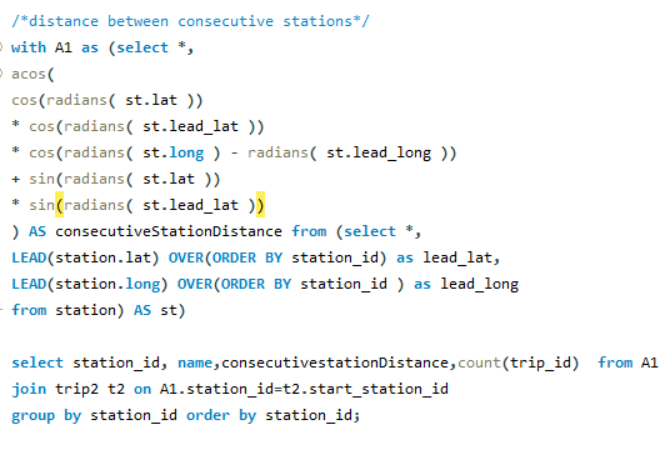 /*distance between consecutive stations*/
with A1 as (select *,
acos(
cos(radians( st.lat ))
* cos(radians( st.lead_lat ))
* cos(radians( st.long ) - radians( st.lead_long ))
+ sin(radians( st.lat ))
* sin(radians( st.lead_lat ))
) AS consecutiveStationDistance from (select *,
LEAD(station.lat) OVER(ORDER BY station_id) as lead_lat,
LEAD(station.long) OVER(ORDER BY station_id ) as lead_long
from station) AS st)
select station_id, name,consecutivestationDistance,count(trip_id)  from A1
join trip2 t2 on A1.station_id=t2.start_station_id
group by station_id order by station_id;